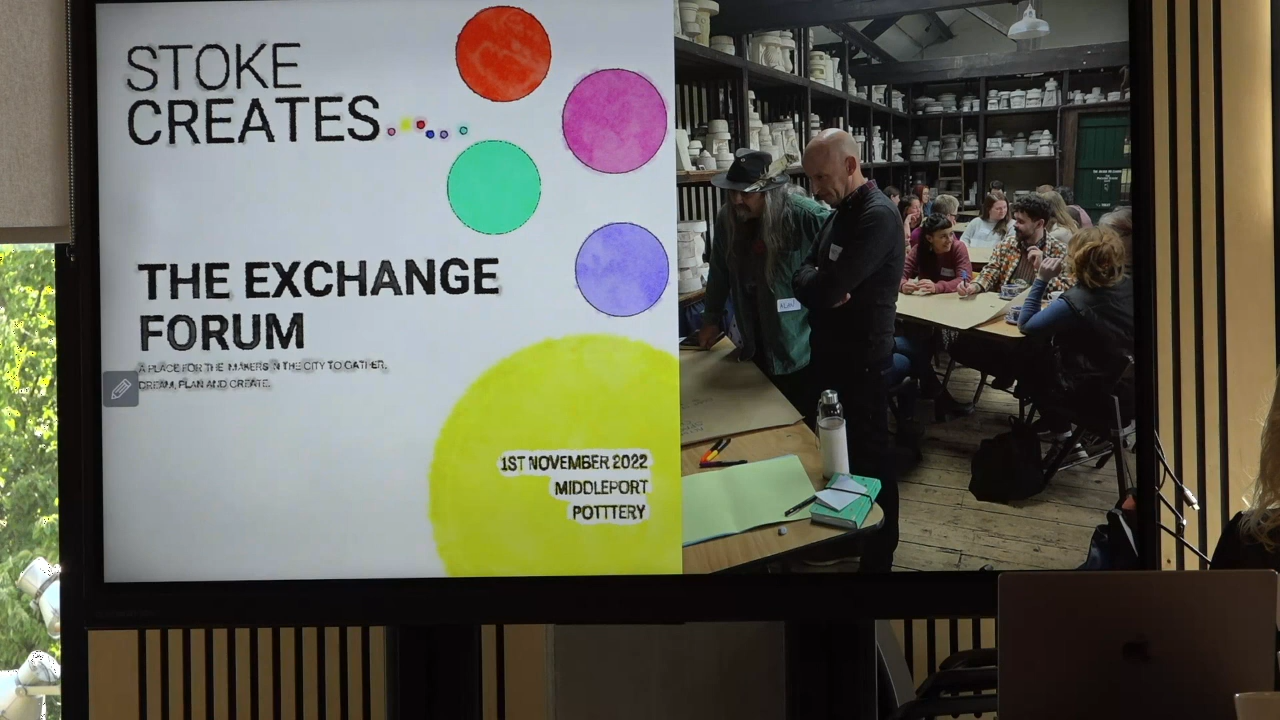 STOKE
CREATES
THE EXCHANGE
FORUM
A PLACE FOR THE MAKERS IN THE CITY TO GATHER,
DREAM, PLAN AND CREATE.
1ST NOVEMBER 2022
MIDDLEPORT
POTTTERY